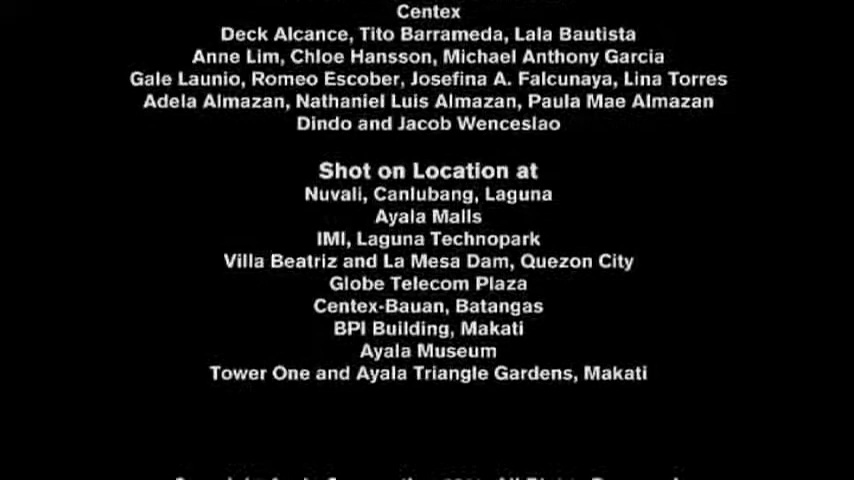 Centex
Deck Alcance, Tito Barrameda, Lala Bautista
Anne Lim, Chloe Hansson, Michael Anthony Garcia
Gale Launio, Romeo Escober, Josefina A. Falcunaya, Lina Torres
Adela Almazan, Nathaniel Luis Almazan, Paula Mae Almazan
Dindo and Jacob Wenceslao
Shot on Location at
Nuvali, Canlubang, Laguna
Ayala Malls
IMI, Laguna Technopark
Villa Beatriz and La Mesa Dam, Quezon City
Globe Telecom Plaza
Centex-Bauan, Batangas
BPI Building, Makati
Ayala Museum
Tower One and Ayala Triangle Gardens, Makati